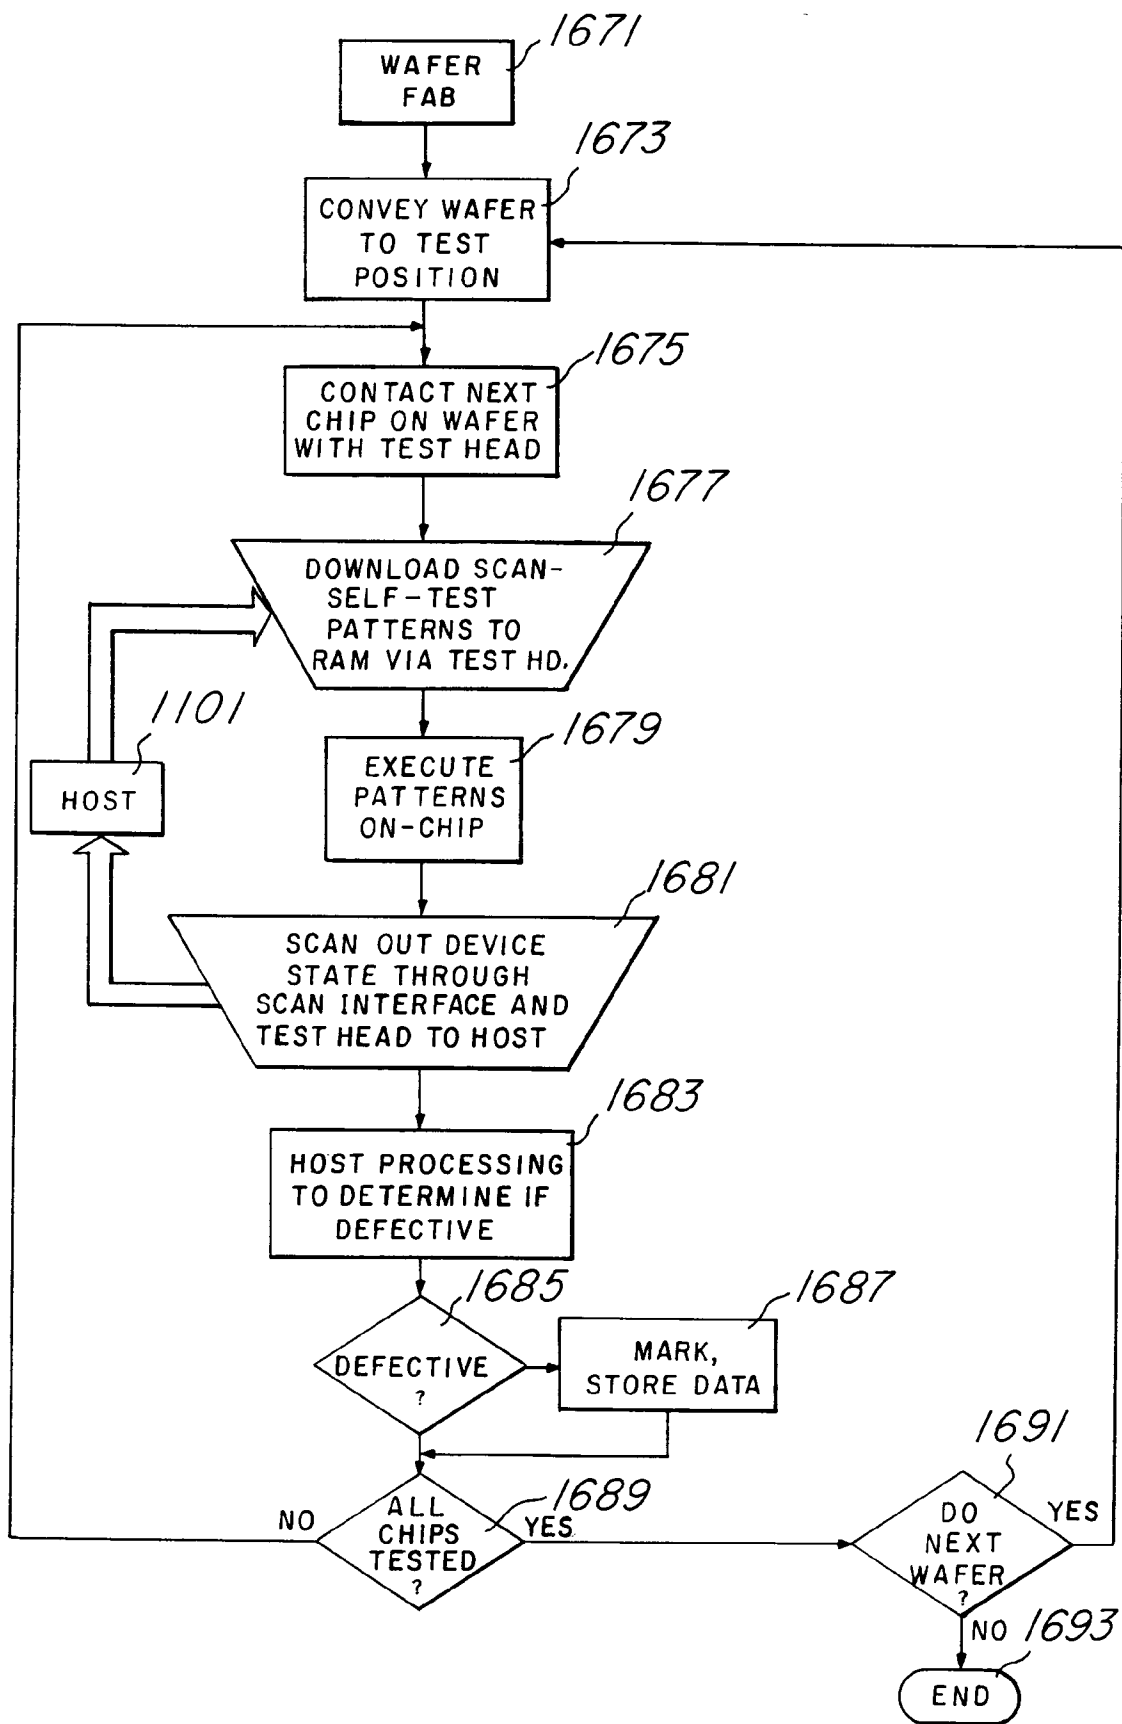 1671
WAFER
FAB
1673
CONVEY WAFER
TO TEST
POSITION
1675
CONTACT NEXT
CHIP ON WAFER
WITH TEST HEAD
1677
DOWNLOAD SCAN-
SELF-TEST
PATTERNS TO
RAM VIA TEST HD.
1101
HOST
1679
EXECUTE
PATTERNS
ON-CHIP
1681
SCAN OUT DEVICE
STATE THROUGH
SCAN INTERFACE AND
TEST HEAD TO HOST
1683
HOST PROCESSING
TO DETERMINE IF
DEFECTIVE
1685
DEFECTIVE
?
1687
MARK,
STORE DATA
1689
ALL
CHIPS
TESTED
?
NO
YES
1691
DO
NEXT
WAFER
?
YES
NO
1693
END